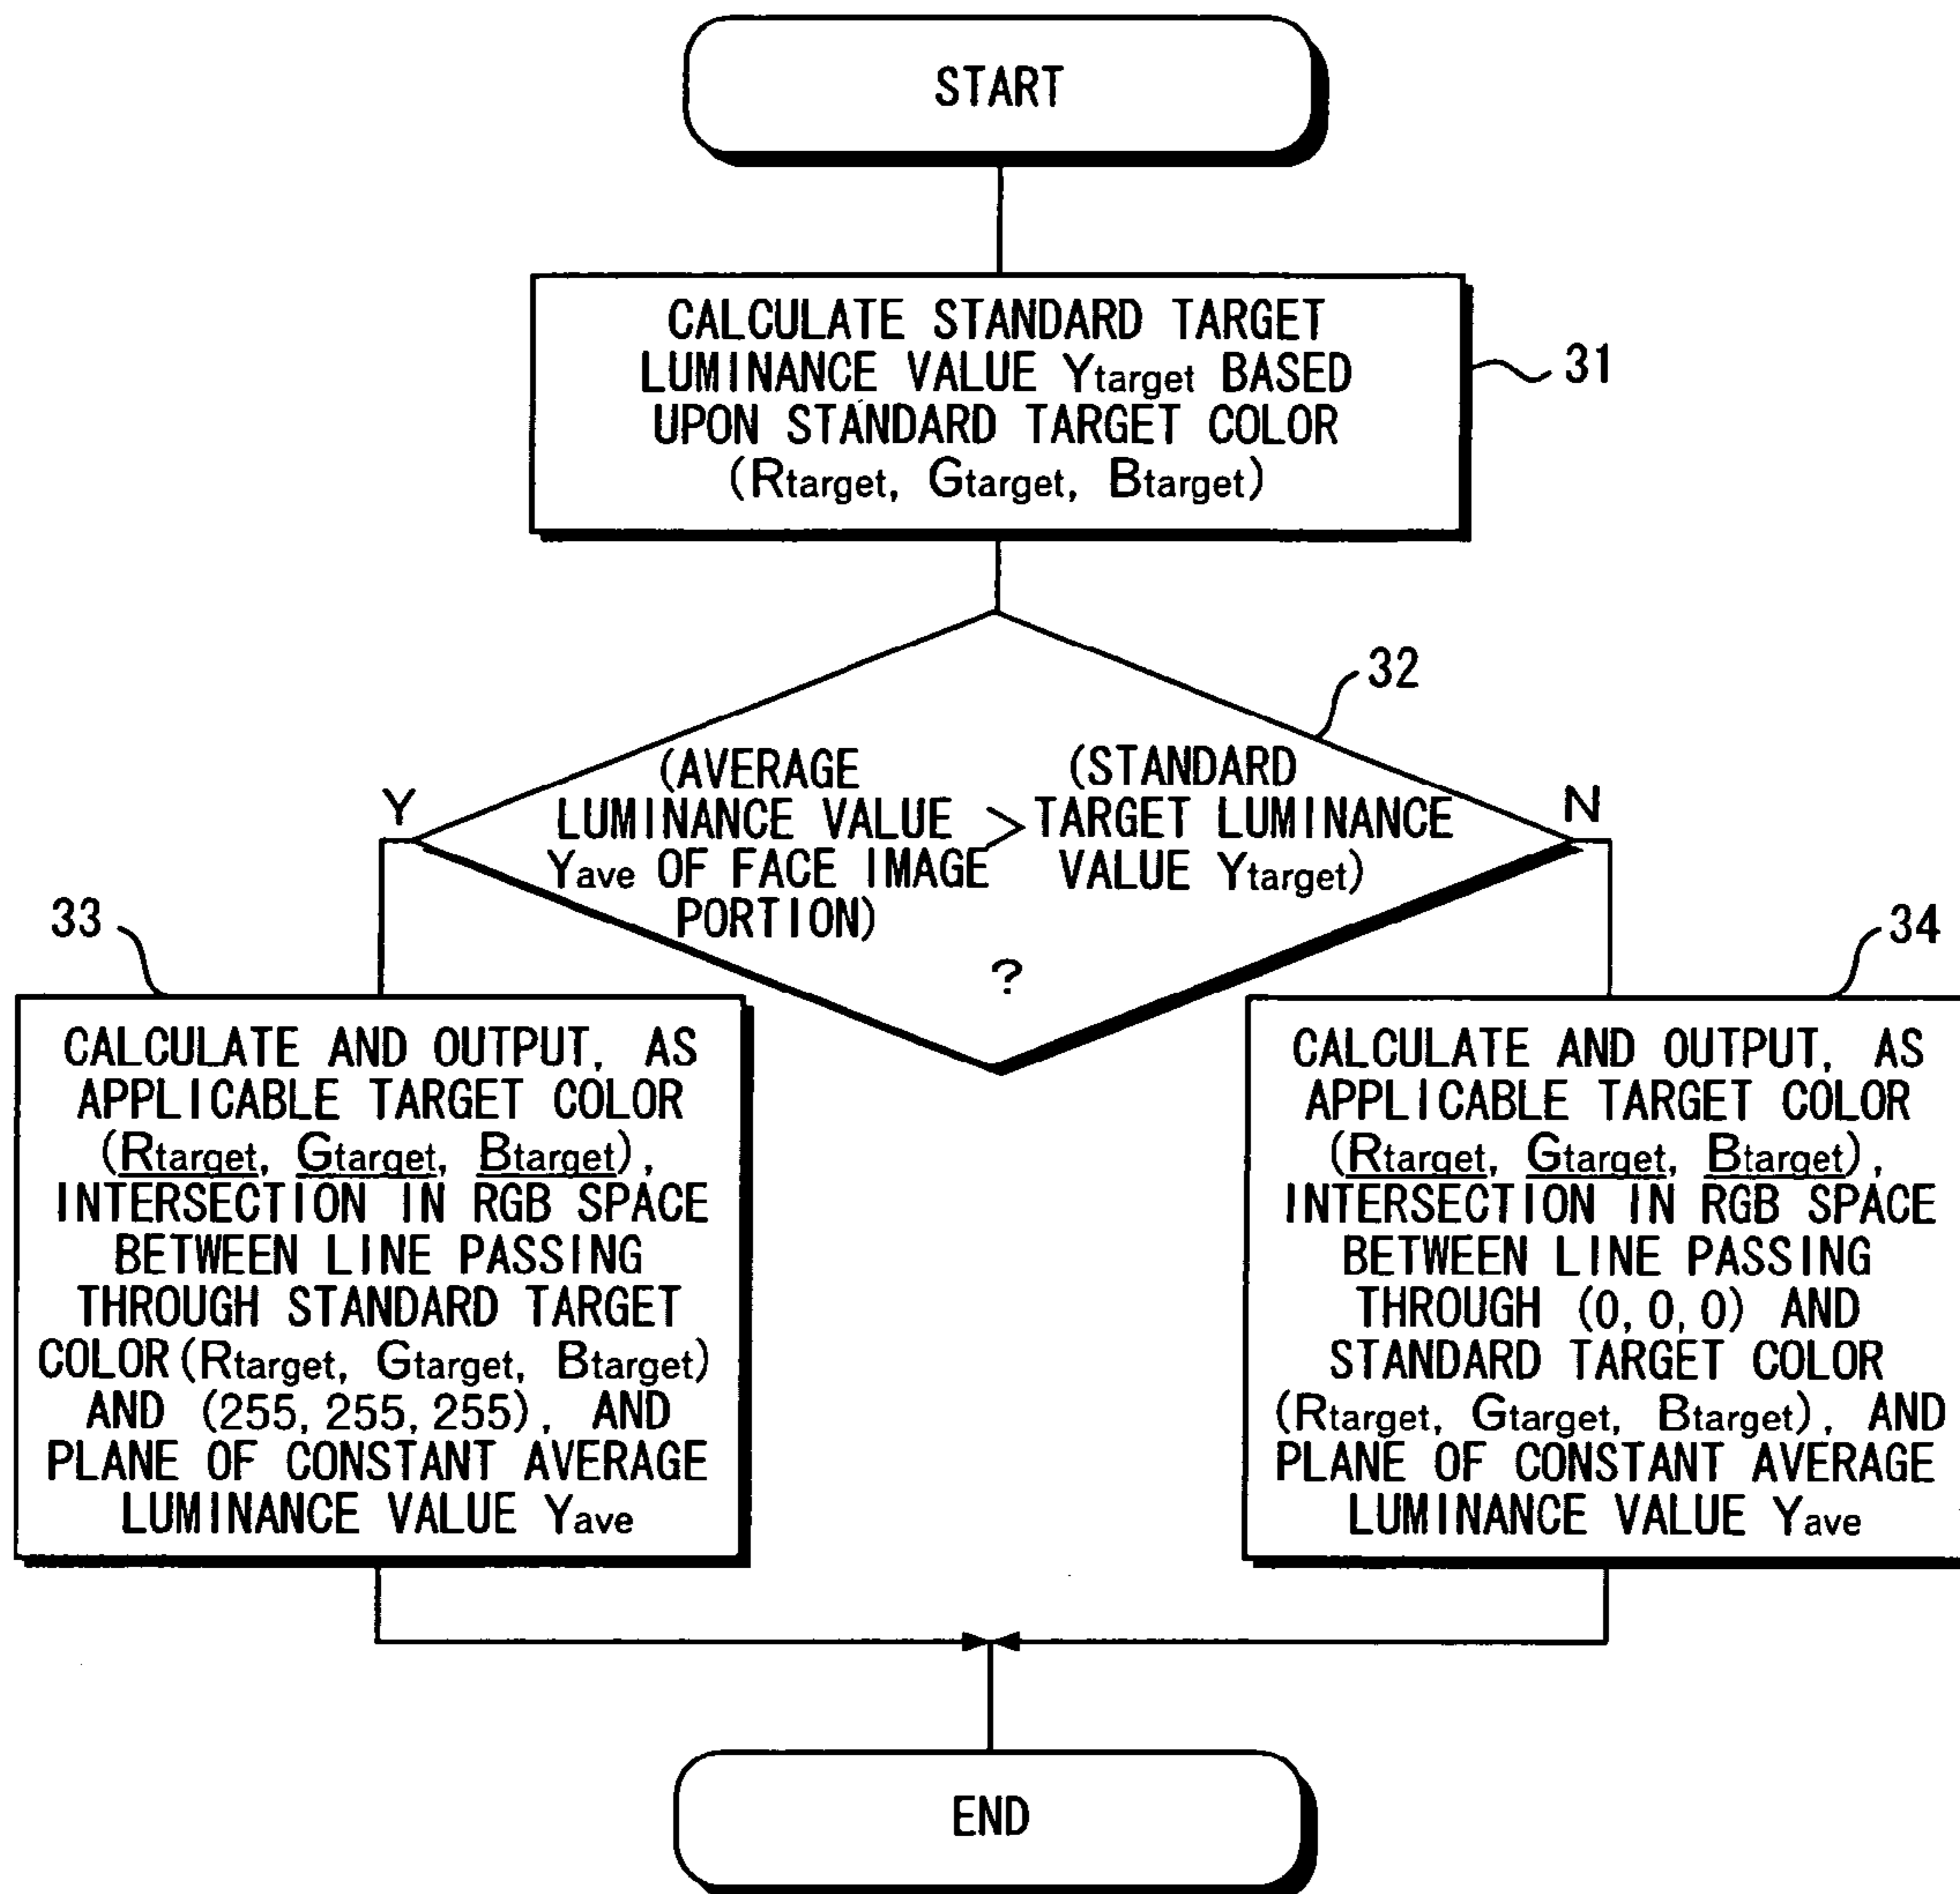 START
CALCULATE STANDARD TARGET
LUMINANCE VALUE Ytarget BASED
UPON STANDARD TARGET COLOR
(Rtarget, Gtarget, Btarget)
31
32
Y
(AVERAGE
LUMINANCE VALUE
Yave OF FACE IMAGE
PORTION)
>
(STANDARD
TARGET LUMINANCE
VALUE Ytarget)
?
N
33
CALCULATE AND OUTPUT, AS
APPLICABLE TARGET COLOR
(Rtarget, Gtarget, Btarget),
INTERSECTION IN RGB SPACE
BETWEEN LINE PASSING
THROUGH STANDARD TARGET
COLOR(Rtarget, Gtarget, Btarget)
AND (255, 255, 255), AND
PLANE OF CONSTANT AVERAGE
LUMINANCE VALUE Yave
34
CALCULATE AND OUTPUT, AS
APPLICABLE TARGET COLOR
(Rtarget, Gtarget, Btarget),
INTERSECTION IN RGB SPACE
BETWEEN LINE PASSING
THROUGH (0, 0, 0) AND
STANDARD TARGET COLOR
(Rtarget, Gtarget, Btarget), AND
PLANE OF CONSTANT AVERAGE
LUMINANCE VALUE Yave
END